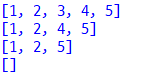 [1, 2, 3, 4, 5]
[1, 2, 4, 5]
[1, 2, 5]
[]